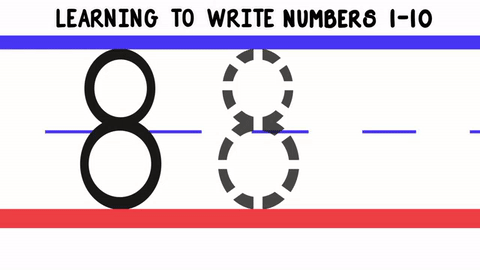 LEARNING TO WRITE NUMBERS 1-10
8 8